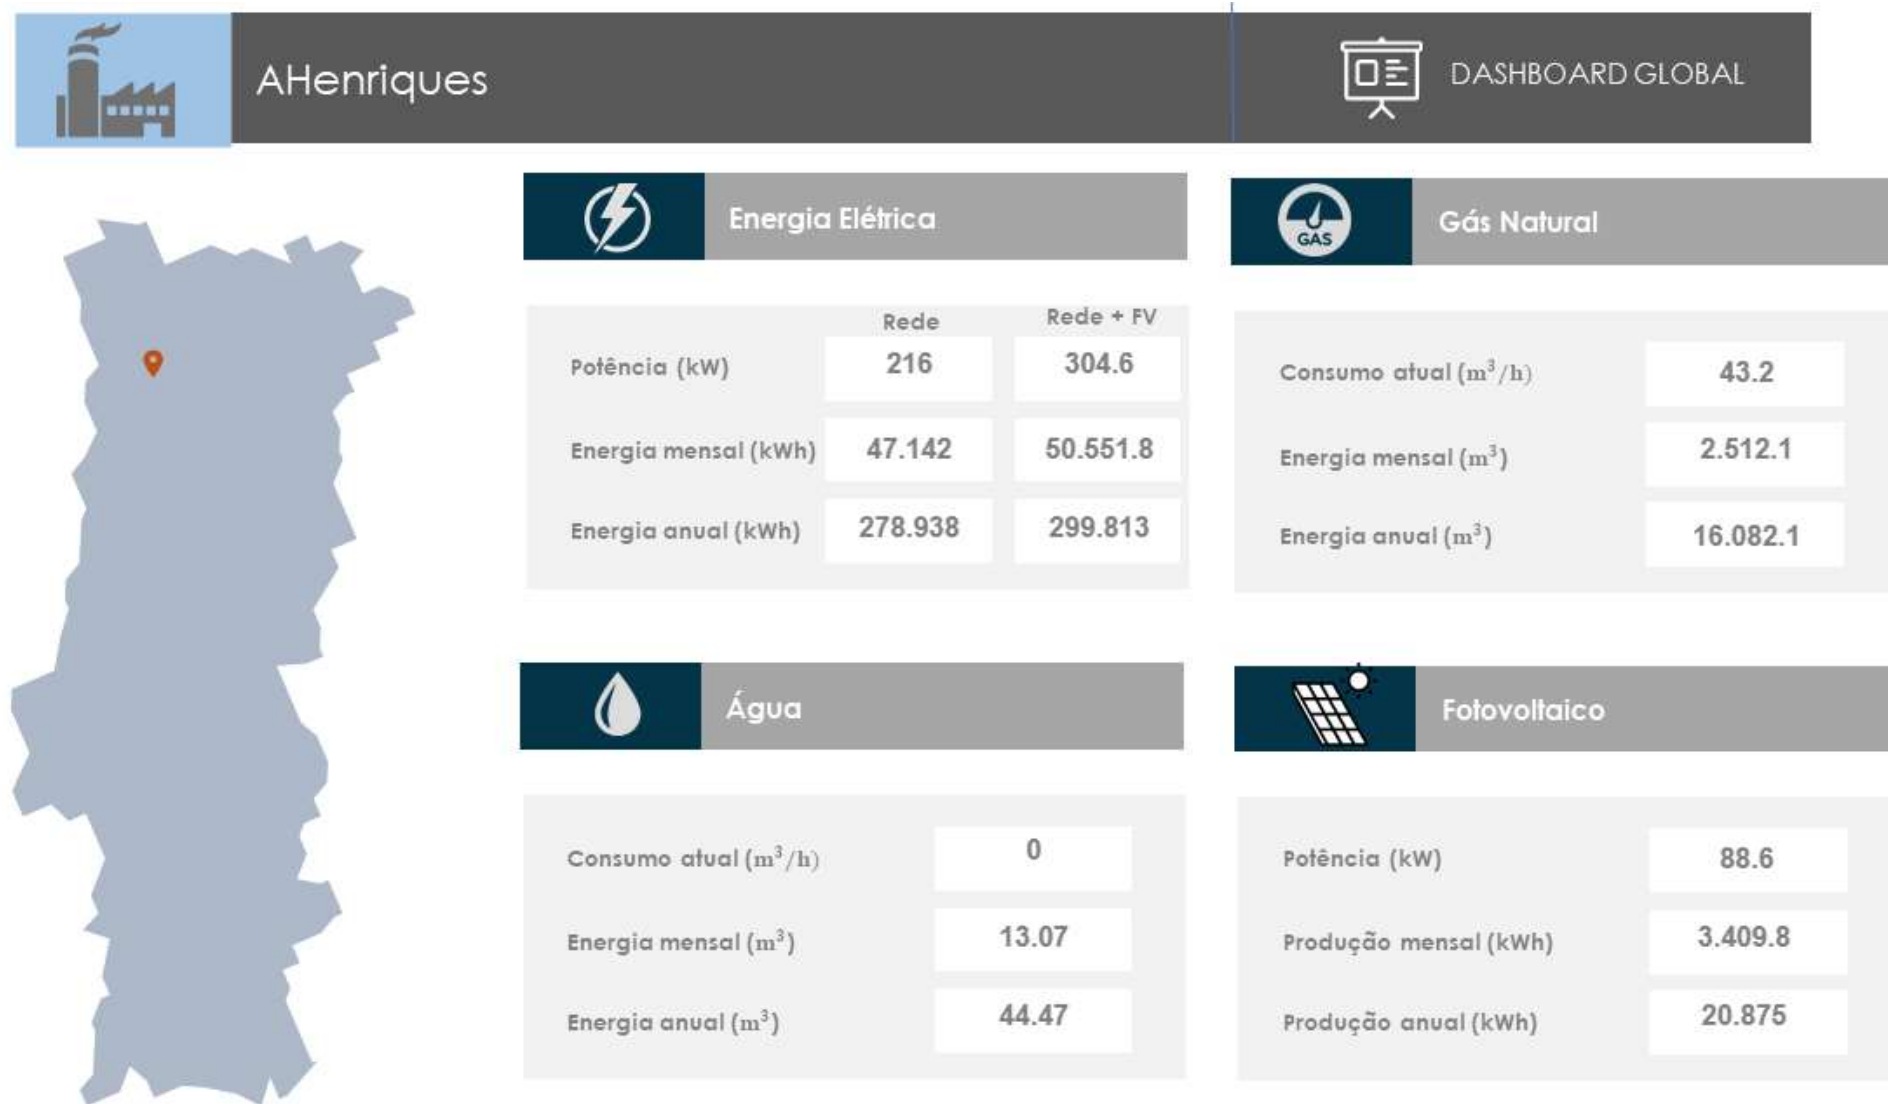 AHenriques
DASHBOARD GLOBAL
Energia Elétrica
Rede
Rede + FV
Potência (kW)
216
304.6
Energia mensal (kWh)
47.142
50.551.8
Energia anual (kWh)
278.938
299.813
GAS
Gás Natural
Consumo atual (m³/h)
43.2
Energia mensal (m³)
2.512.1
Energia anual (m³)
16.082.1
Água
Consumo atual (m³/h)
0
Energia mensal (m³)
13.07
Energia anual (m³)
44.47
Fotovoltaico
Potência (kW)
88.6
Produção mensal (kWh)
3.409.8
Produção anual (kWh)
20.875